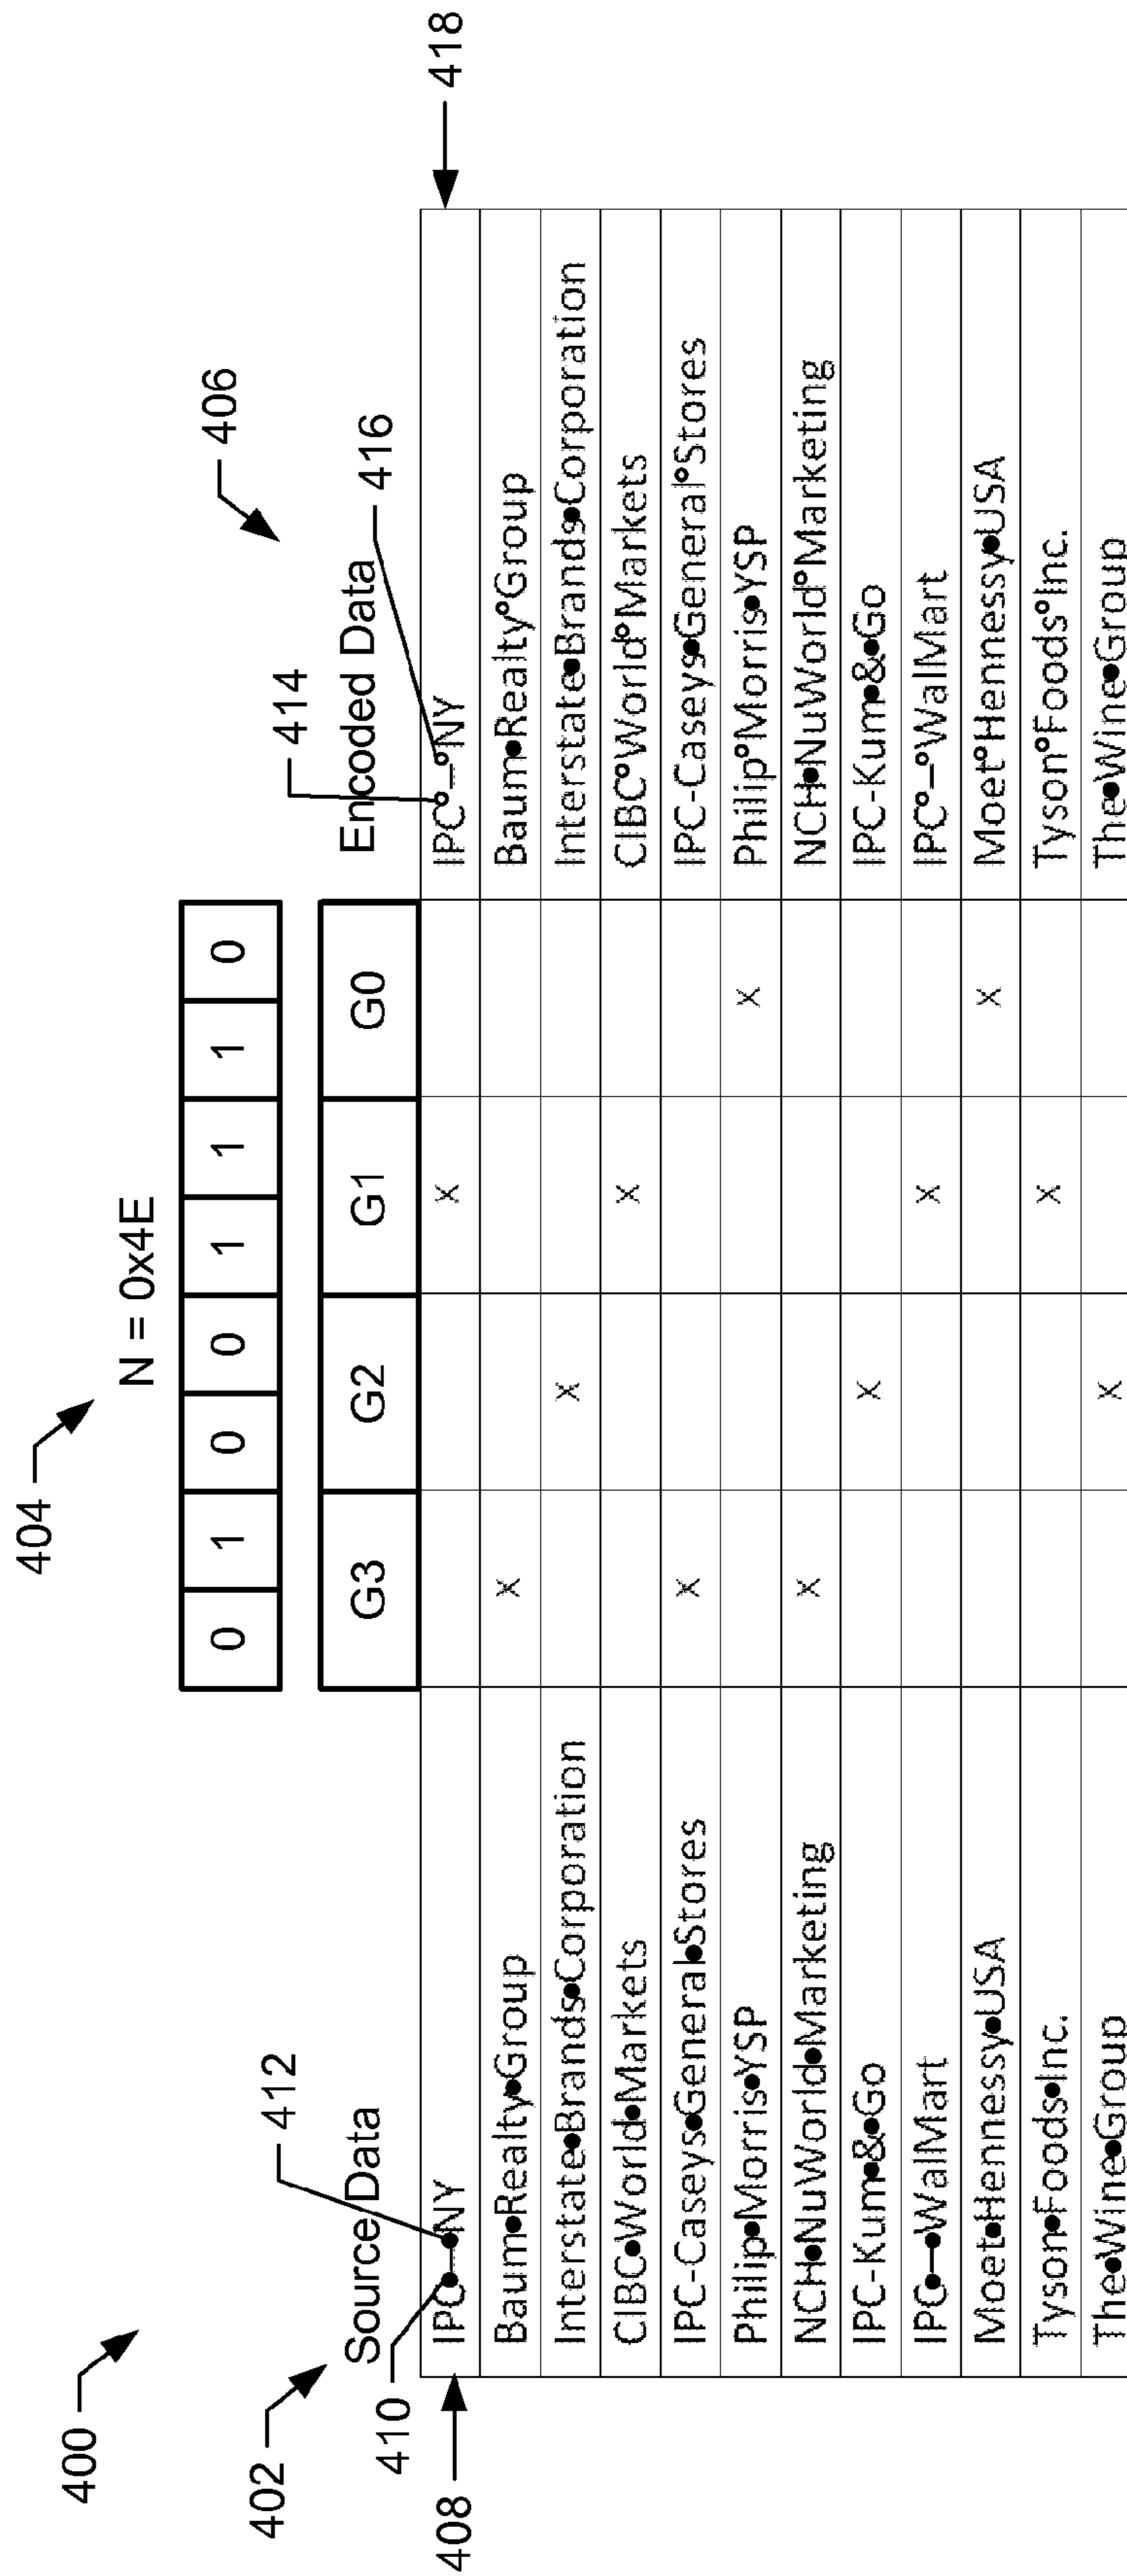 400
404
N = 0x4E
0 1 0 0 1 1 1 0
402
406
Source Data
412
410
G3 G2 G1 G0
Encoded Data
414
416
408
IPC●–●NY x IPC°–°NY
418
Baum●Realty●Group x Baum●Realty°Group
Interstate●Brands●Corporation x Interstate●Brands●Corporation
CIBC●World●Markets x CIBC°World°Markets
IPC-Caseys●General●Stores x IPC-Caseys●General°Stores
Philip●Morris●YSP x Philip°Morris●YSP
NCH●NuWorld●Marketing x NCH●NuWorld°Marketing
IPC-Kum●&●Go x IPC-Kum●&●Go
IPC●–●WalMart x IPC°–°WalMart
Moet●Hennessy●USA x Moet°Hennessy●USA
Tyson●Foods●Inc. x Tyson°Foods°Inc.
The●Wine●Group x The●Wine●Group